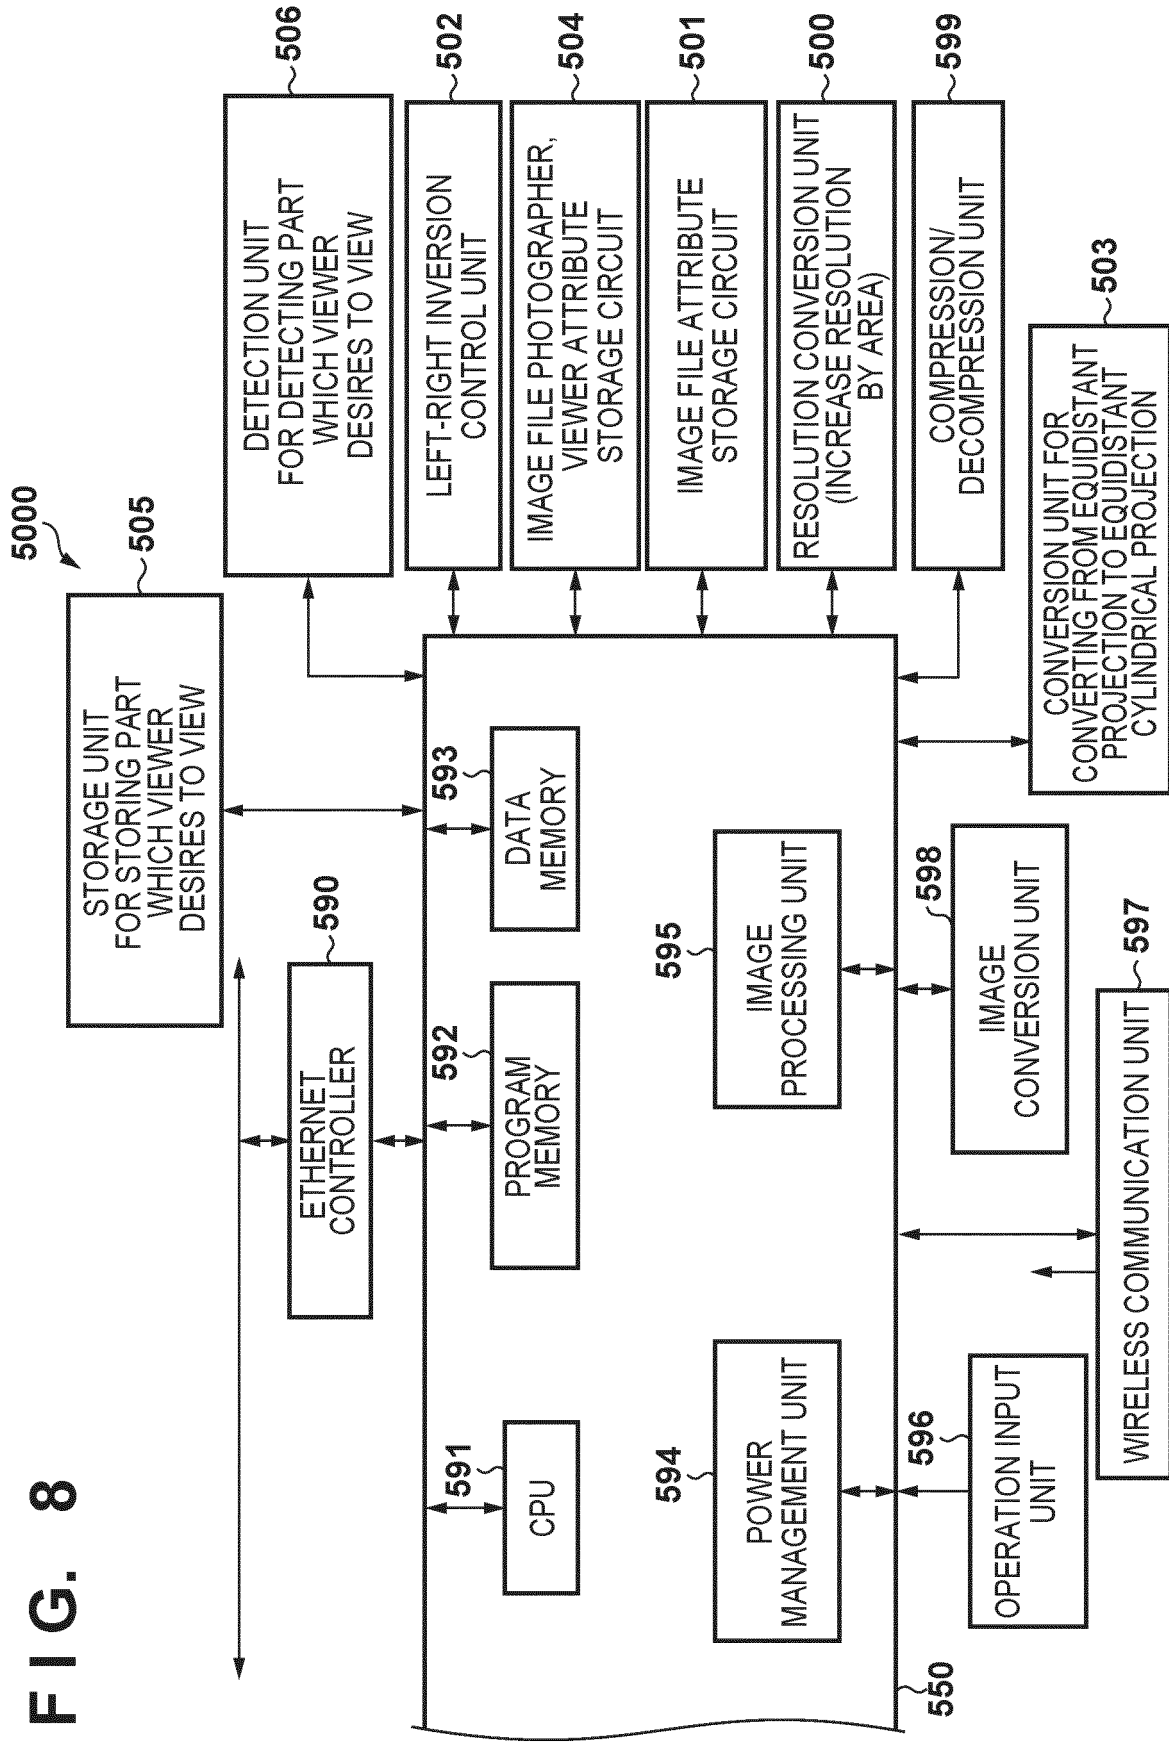 FIG. 8
5000
505
STORAGE UNIT
FOR STORING PART
WHICH VIEWER
DESIRES TO VIEW
506
DETECTION UNIT
FOR DETECTING PART
WHICH VIEWER
DESIRES TO VIEW
590
ETHERNET
CONTROLLER
502
LEFT-RIGHT INVERSION
CONTROL UNIT
591
CPU
592
PROGRAM
MEMORY
593
DATA
MEMORY
504
IMAGE FILE PHOTOGRAPHER,
VIEWER ATTRIBUTE
STORAGE CIRCUIT
501
IMAGE FILE ATTRIBUTE
STORAGE CIRCUIT
594
POWER
MANAGEMENT UNIT
595
IMAGE
PROCESSING UNIT
500
RESOLUTION CONVERSION UNIT
(INCREASE RESOLUTION
BY AREA)
550
599
COMPRESSION/
DECOMPRESSION UNIT
596
OPERATION INPUT
UNIT
598
IMAGE
CONVERSION UNIT
503
CONVERSION UNIT FOR
CONVERTING FROM EQUIDISTANT
PROJECTION TO EQUIDISTANT
CYLINDRICAL PROJECTION
597
WIRELESS COMMUNICATION UNIT